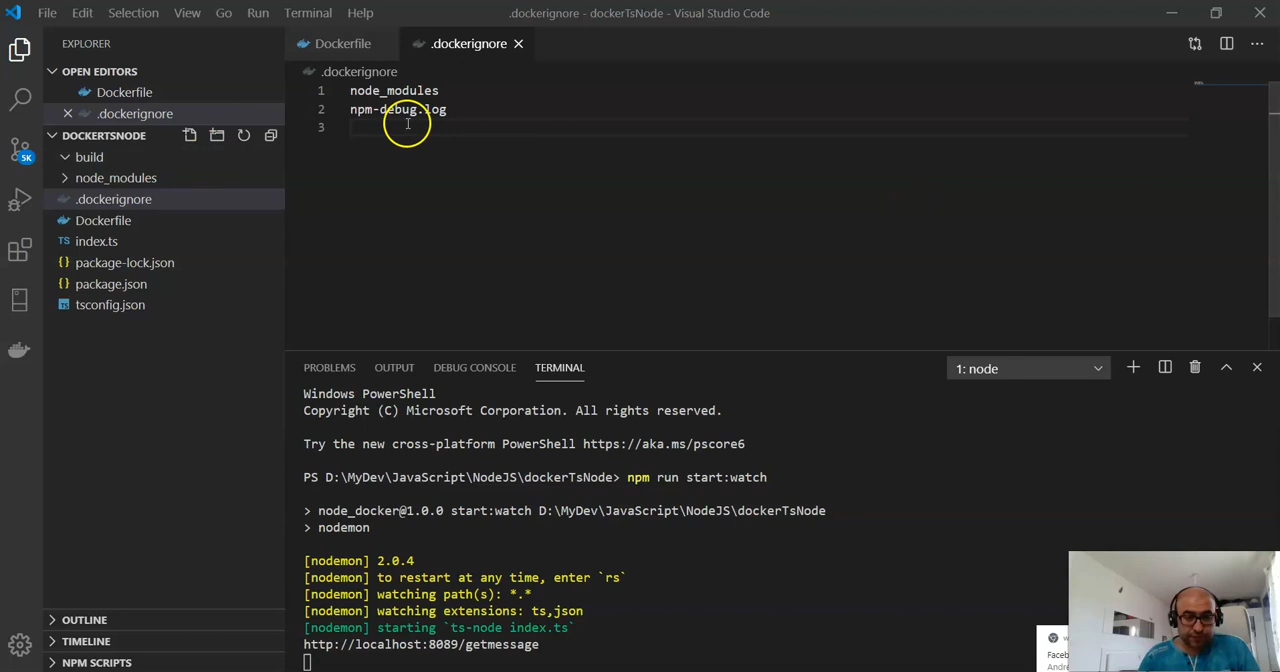 File Edit Selection View Go Run Terminal Help
.dockerignore - dockerTsNode - Visual Studio Code
EXPLORER
OPEN EDITORS
Dockerfile
.dockerignore
DOCKERTSNODE
build
node_modules
.dockerignore
Dockerfile
TS index.ts
{} package-lock.json
{} package.json
tsconfig.json
OUTLINE
TIMELINE
NPM SCRIPTS
5K
Dockerfile .dockerignore
.dockerignore
1 node_modules
2 npm-debug.log
3
PROBLEMS OUTPUT DEBUG CONSOLE TERMINAL
1: node
Windows PowerShell
Copyright (C) Microsoft Corporation. All rights reserved.
Try the new cross-platform PowerShell https://aka.ms/pscore6
PS D:\MyDev\JavaScript\NodeJS\dockerTsNode> npm run start:watch
> node_docker@1.0.0 start:watch D:\MyDev\JavaScript\NodeJS\dockerTsNode
> nodemon
[nodemon] 2.0.4
[nodemon] to restart at any time, enter `rs`
[nodemon] watching path(s): *.*
[nodemon] watching extensions: ts,json
[nodemon] starting `ts-node index.ts`
http://localhost:8089/getmessage